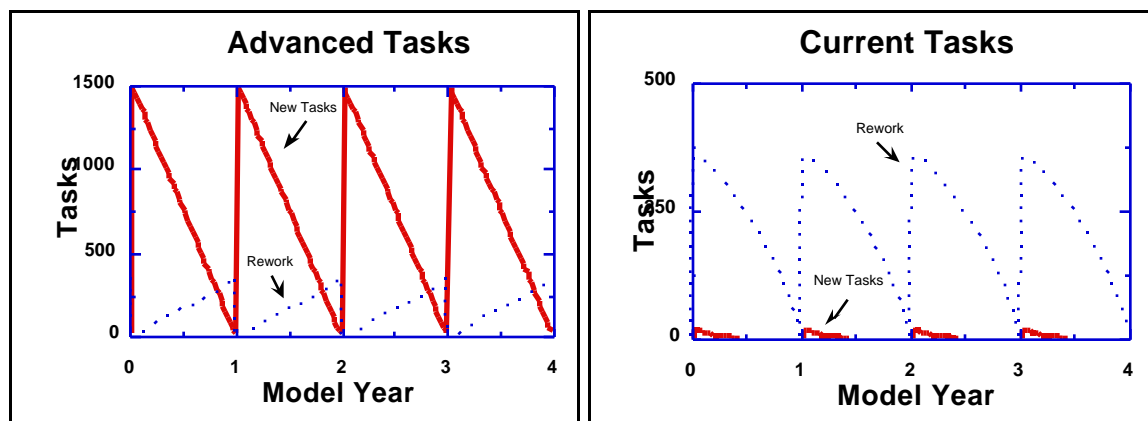 Advanced Tasks
1500
1000
500
0
Tasks
New Tasks
Rework
0 1 2 3 4
Model Year
Current Tasks
500
250
0
Tasks
Rework
New Tasks
0 1 2 3 4
Model Year